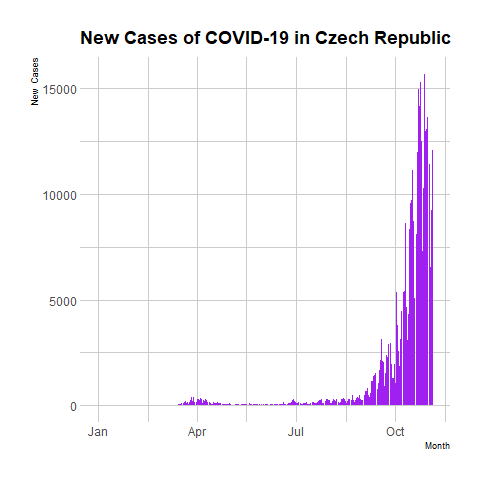 New Cases of COVID-19 in Czech Republic
New Cases
15000
10000
5000
0
Jan Apr Jul Oct
Month